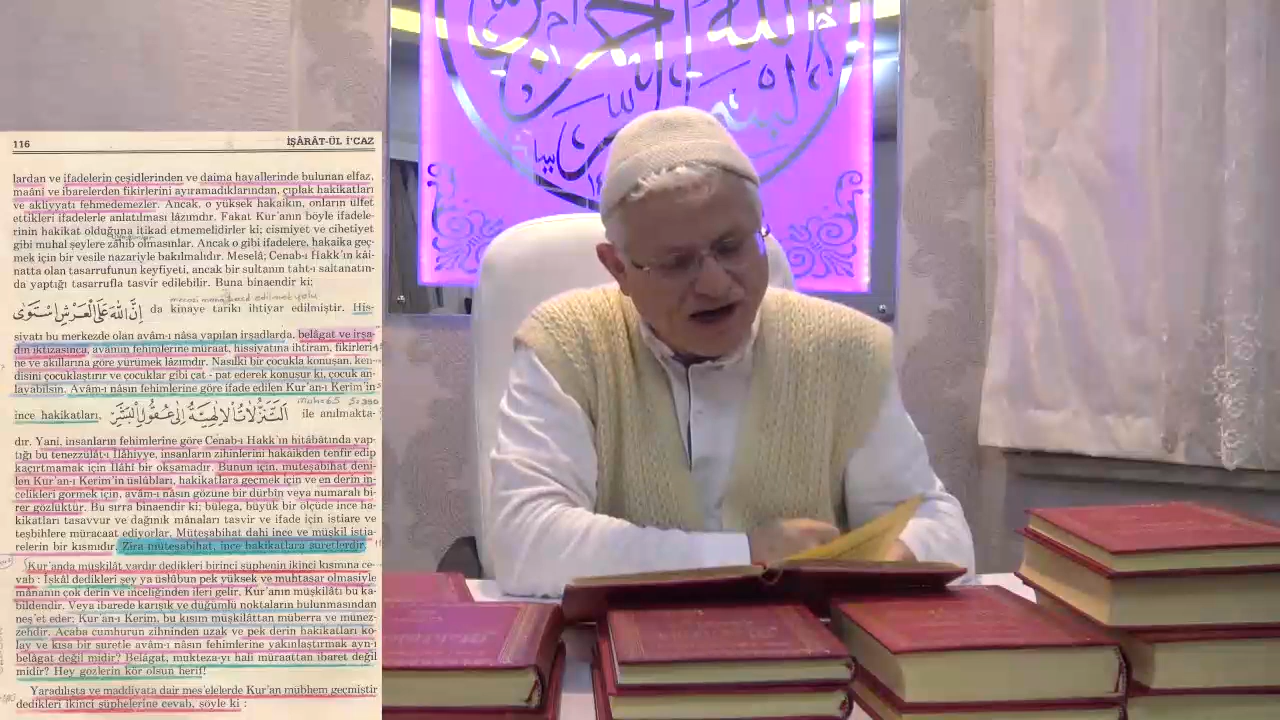 116 İŞÂRÂT-ÜL İ'CAZ
lardan ve ifadelerin çeşidlerinden ve daima hayallerinde bulunan elfaz,
maâni ve ibarelerden fikirlerini ayıramadıklarından, çıplak hakikatları
ve akliyyatı fehmedemezler. Ancak, o yüksek hakaikın, onların ülfet
ettikleri ifadelerle anlatılması lâzımdır. Fakat Kur'anın böyle ifadele-
rinin hakikat olduğuna itikad etmemelidirler ki; cismiyet ve cihetiyet
gibi muhal şeylere zâhib olmasınlar. Ancak o gibi ifadelere, hakaika geç-
mek için bir vesile nazariyle bakılmalıdır. Meselâ; Cenab-ı Hakk'ın kâi-
natta olan tasarrufunun keyfiyeti, ancak bir sultanın taht-ı saltanatın-
da yaptığı tasarrufla tasvir edilebilir. Buna binaendir ki;
اِنَّ اللّٰهَ عَلَى الْعَرْشِ اسْتَوٰى da kinaye tarikı ihtiyar edilmiştir. His-
siyatı bu merkezde olan avâm-ı nâsa yapılan irşadlarda, belâgat ve irşa-
dın iktizasınca, avâmın fehimlerine müraat, hissiyatına ihtiram, fikirleri-
ne ve akıllarına göre yürümek lâzımdır. Nasılki bir çocukla konuşan, ken-
disini çocuklaştırır ve çocuklar gibi çat - pat ederek konuşur ki, çocuk an-
layabilsin. Avâm-ı nâsın fehimlerine göre ifade edilen Kur'an-ı Kerim'in
ince hakikatları, اَلتَّنَزُّلَاتُ الْاِلٰهِيَّةُ اِلٰى عُقُولِ الْبَشَرِ ile anılmakta-
dır. Yani, insanların fehimlerine göre Cenab-ı Hakk'ın hitâbâtında yap-
tığı bu tenezzülât-ı İlâhiyye, insanların zihinlerini hakaikden tenfir edip
kaçırtmamak için İlâhî bir okşamadır. Bunun için, müteşabihat deni-
len Kur'an-ı Kerim'in üslûbları, hakikatlara geçmek için ve en derin in-
celikleri görmek için, avâm-ı nâsın gözüne bir dürbün veya numaralı bi-
rer gözlüktür. Bu sırra binaendir ki; bülega, büyük bir ölçüde ince ha-
kikatları tasavvur ve dağınık mânaları tasvir ve ifade için istiare ve
teşbihlere müracaat ediyorlar. Müteşabihat dahi ince ve müşkil istia-
relerin bir kısmıdır. Zira müteşabihat, ince hakikatlara suretlerdir.
Kur'anda müşkilât vardır dedikleri birinci şüphenin ikinci kısmına ce-
vab : İşkâl dedikleri şey ya üslûbun pek yüksek ve muhtasar olmasiyle
mânanın çok derin ve inceliğinden ileri gelir. Kur'anın müşkilâtı bu ka-
bildendir. Veya ibarede karışık ve düğümlü noktaların bulunmasından
neş'et eder. Kur'an-ı Kerim, bu kısım müşkilâttan müberra ve münez-
zehdir. Acaba cumhurun zihninden uzak ve pek derin hakikatları ko-
lay ve kısa bir suretle avâm-ı nâsın fehimlerine yakınlaştırmak ayn-ı
belâgat değil midir? Belâgat, mukteza-yı hali müraattan ibaret değil
midir? Hey gözlerin kör olsun herif!
Yaradılışta ve maddiyata dair mes'elelerde Kur'an mübhem geçmiştir
dedikleri ikinci şüphelerine cevab, şöyle ki :